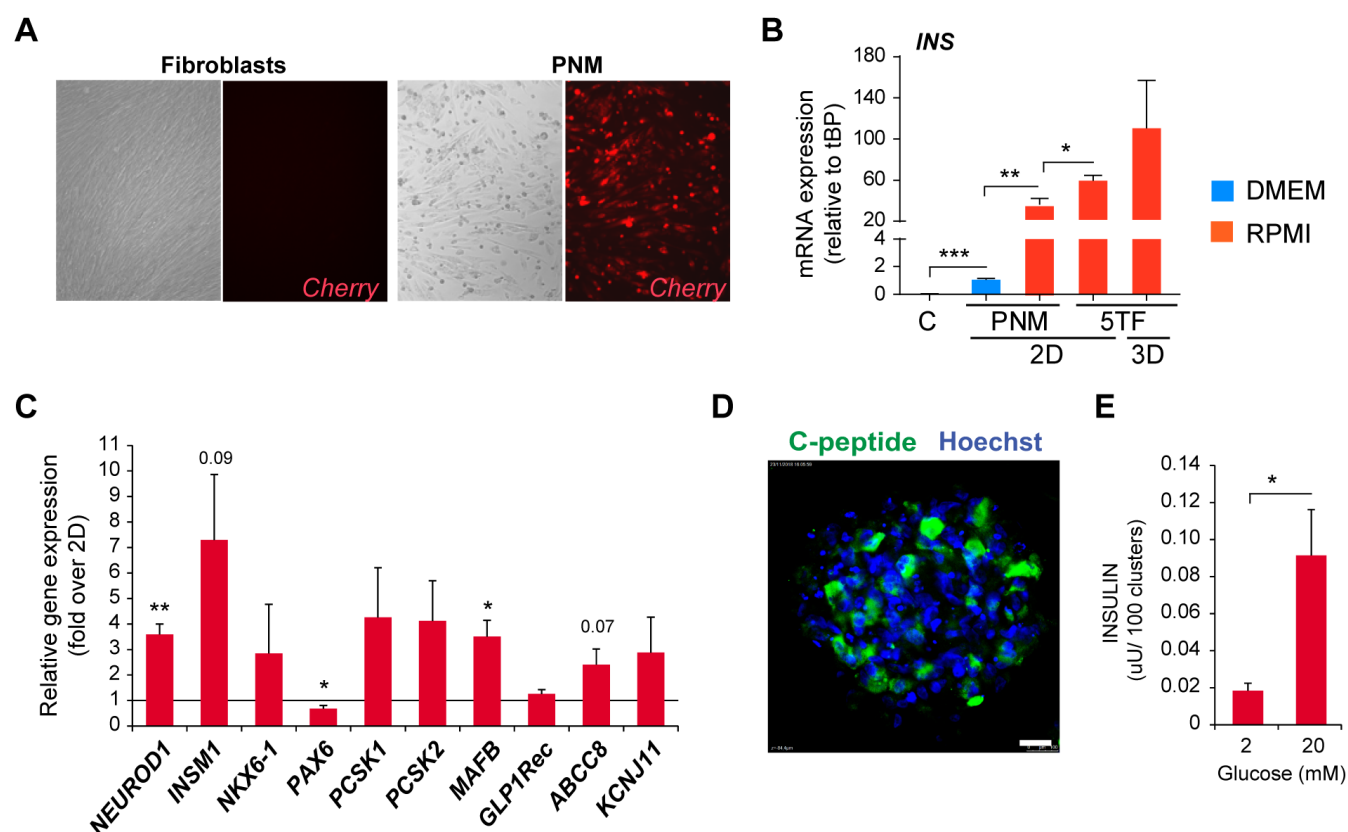 A
Fibroblasts
PNM
Cherry
Cherry
B
INS
mRNA expression
(relative to tBP)
180
140
100
60
20
4
2
0
***
**
*
C
PNM
5TF
2D
3D
DMEM
RPMI
C
Relative gene expression
(fold over 2D)
11
10
9
8
7
6
5
4
3
2
1
0
**
0.09
*
*
0.07
NEUROD1
INSM1
NKX6-1
PAX6
PCSK1
PCSK2
MAFB
GLP1Rec
ABCC8
KCNJ11
D
C-peptide Hoechst
E
INSULIN
(uU/ 100 clusters)
0.14
0.12
0.10
0.08
0.06
0.04
0.02
0
*
2
20
Glucose (mM)